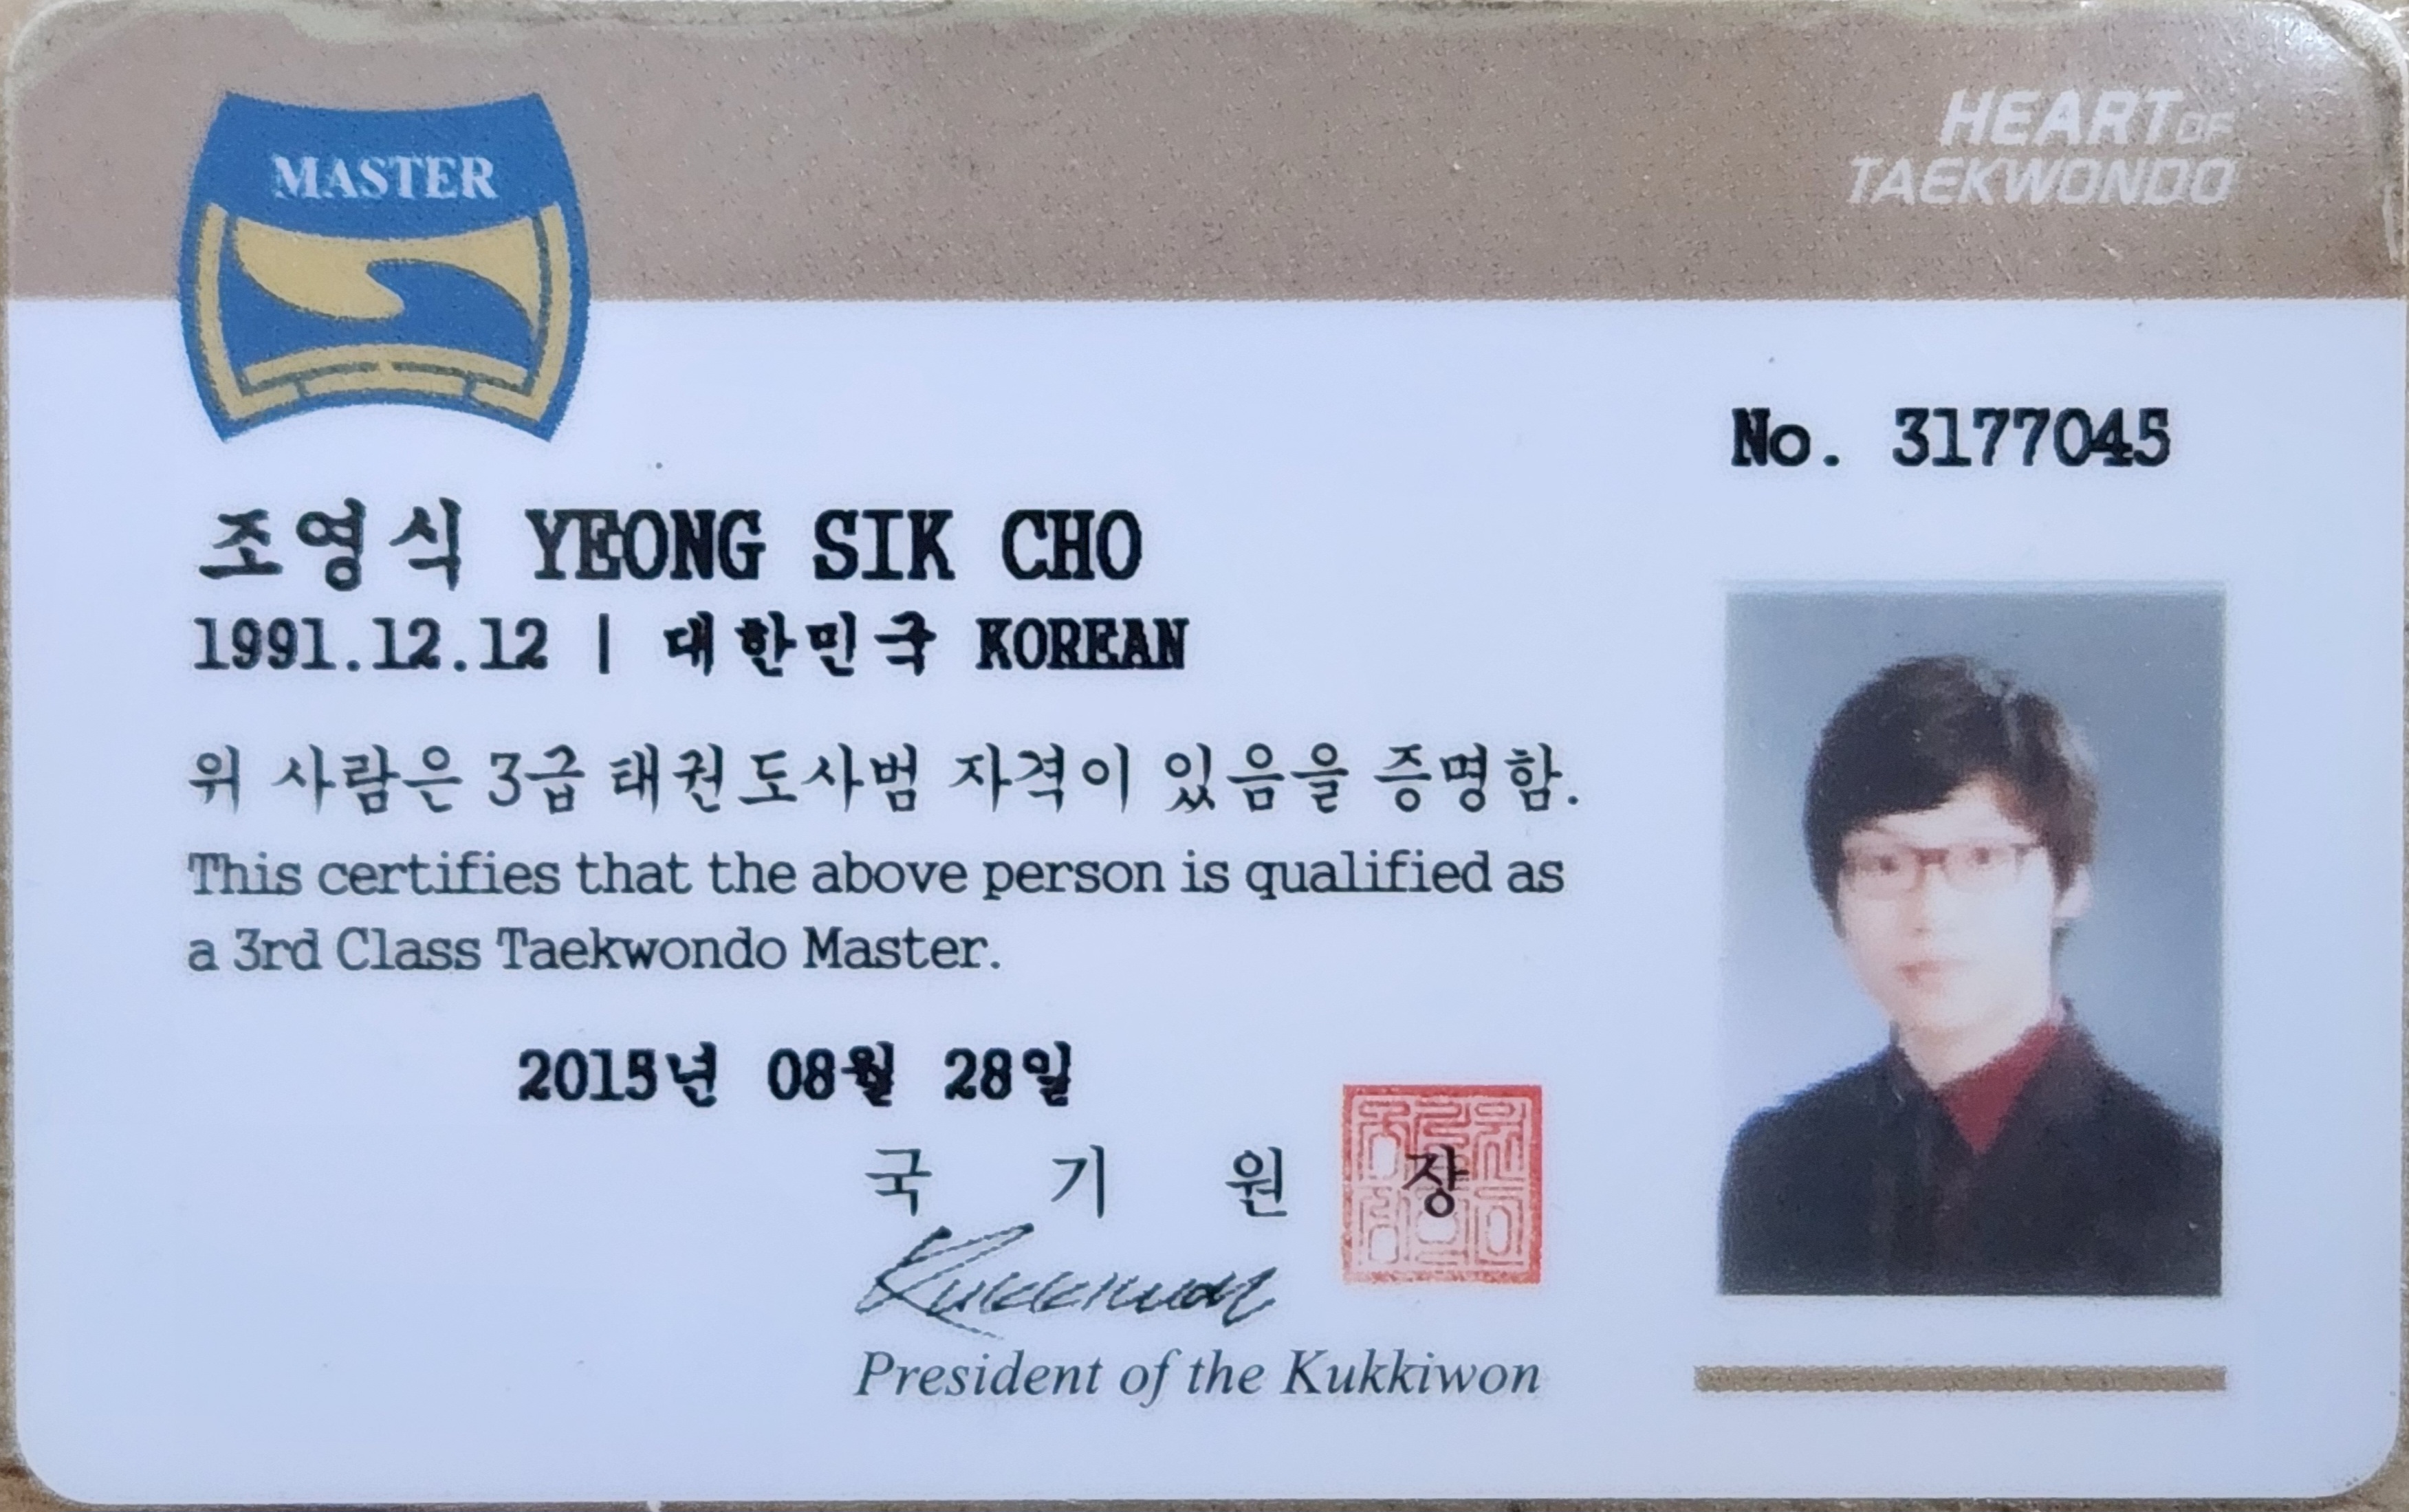 MASTER
HEART OF
TAEKWONDO
No. 3177045
조영식 YEONG SIK CHO
1991.12.12 | 대한민국 KOREAN
위 사람은 3급 태권도사범 자격이 있음을 증명함.
This certifies that the above person is qualified as
a 3rd Class Taekwondo Master.
2015년 08월 28일
국 기 원 장
Kukkiwon
President of the Kukkiwon